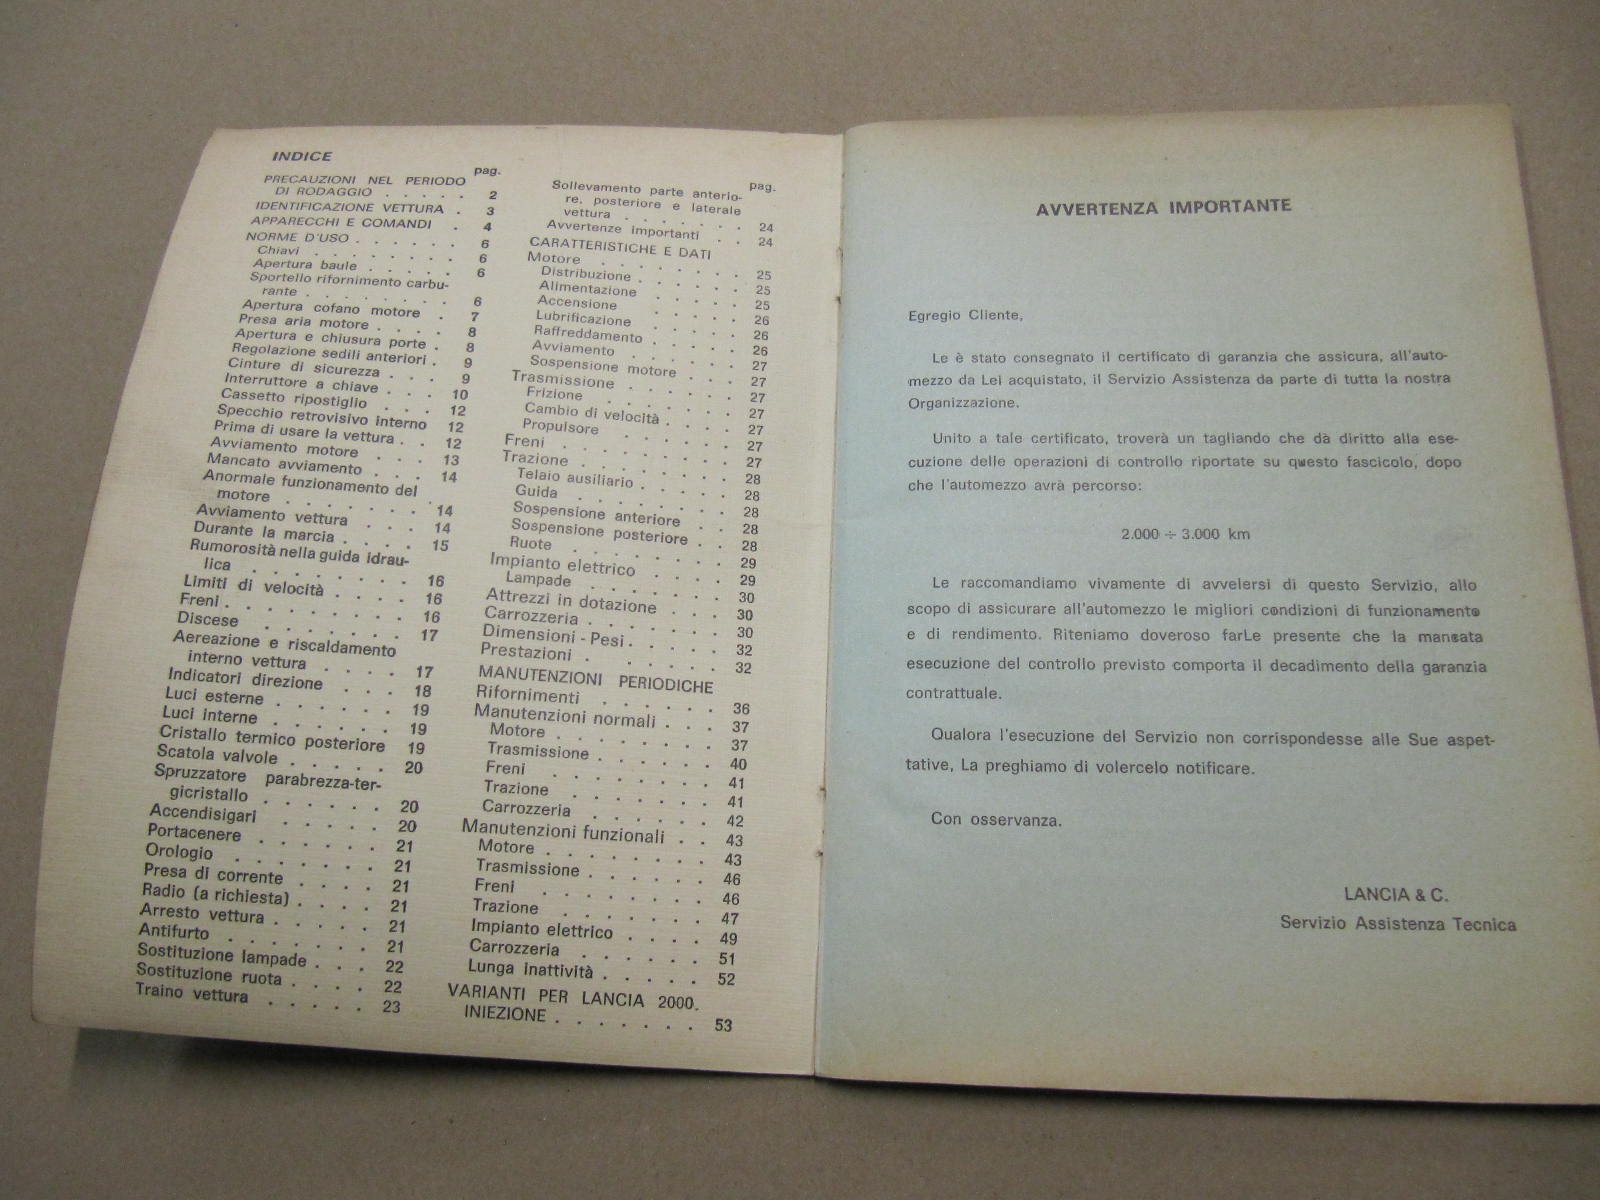 INDICE
pag.
PRECAUZIONI NEL PERIODO
DI RODAGGIO . . . . . 2
IDENTIFICAZIONE VETTURA . 3
APPARECCHI E COMANDI . 4
NORME D'USO . . . . . . 6
Chiavi . . . . . . . . 6
Apertura baule . . . . . 6
Sportello rifornimento carbu-
rante . . . . . . . . 6
Apertura cofano motore . 7
Presa aria motore . . . . 8
Apertura e chiusura porte . 8
Regolazione sedili anteriori . 9
Cinture di sicurezza . . . 9
Interruttore a chiave . . . 10
Cassetto ripostiglio . . . 12
Specchio retrovisivo interno 12
Prima di usare la vettura . . 12
Avviamento motore . . . 13
Mancato avviamento . . . 14
Anormale funzionamento del
motore . . . . . . . 14
Avviamento vettura . . . 14
Durante la marcia . . . . 15
Rumorosità nella guida idrau-
lica . . . . . . . . 16
Limiti di velocità . . . . 16
Freni . . . . . . . . 16
Discese . . . . . . . 17
Aereazione e riscaldamento
interno vettura . . . . 17
Indicatori direzione . . . 18
Luci esterne . . . . . . 19
Luci interne . . . . . . 19
Cristallo termico posteriore 19
Scatola valvole . . . . . 20
Spruzzatore parabrezza-ter-
gicristallo . . . . . . 20
Accendisigari . . . . . 20
Portacenere . . . . . . 21
Orologio . . . . . . . 21
Presa di corrente . . . . 21
Radio (a richiesta) . . . . 21
Arresto vettura . . . . . 21
Antifurto . . . . . . . 21
Sostituzione lampade . . . 22
Sostituzione ruota . . . . 22
Traino vettura . . . . . 23
pag.
Sollevamento parte anterio-
re, posteriore e laterale
vettura . . . . . . . 24
Avvertenze importanti . . 24
CARATTERISTICHE E DATI
Motore . . . . . . . . 25
Distribuzione . . . . . . 25
Alimentazione . . . . . 25
Accensione . . . . . . 26
Lubrificazione . . . . . 26
Raffreddamento . . . . . 26
Avviamento . . . . . . 27
Sospensione motore . . . 27
Trasmissione . . . . . . 27
Frizione . . . . . . . 27
Cambio di velocità . . . . 27
Propulsore . . . . . . 27
Freni . . . . . . . . 27
Trazione . . . . . . . 28
Telaio ausiliario . . . . . 28
Guida . . . . . . . . 28
Sospensione anteriore . . 28
Sospensione posteriore . . 28
Ruote . . . . . . . . 29
Impianto elettrico . . . . 29
Lampade . . . . . . . 30
Attrezzi in dotazione . . . 30
Carrozzeria . . . . . . . 30
Dimensioni - Pesi . . . . . 32
Prestazioni . . . . . . 32
MANUTENZIONI PERIODICHE
Rifornimenti . . . . . . 36
Manutenzioni normali . . . 37
Motore . . . . . . . . 37
Trasmissione . . . . . . 40
Freni . . . . . . . . 41
Trazione . . . . . . . 41
Carrozzeria . . . . . . 42
Manutenzioni funzionali . . 43
Motore . . . . . . . . 43
Trasmissione . . . . . . 46
Freni . . . . . . . . 46
Trazione . . . . . . . 47
Impianto elettrico . . . . 49
Carrozzeria . . . . . . 51
Lunga inattività . . . . . 52
VARIANTI PER LANCIA 2000
INIEZIONE . . . . . . . 53
AVVERTENZA IMPORTANTE
Egregio Cliente,
Le è stato consegnato il certificato di garanzia che assicura, all'auto-
mezzo da Lei acquistato, il Servizio Assistenza da parte di tutta la nostra
Organizzazione.
Unito a tale certificato, troverà un tagliando che dà diritto alla ese-
cuzione delle operazioni di controllo riportate su questo fascicolo, dopo
che l'automezzo avrà percorso:
2.000 ÷ 3.000 km
Le raccomandiamo vivamente di avvelersi di questo Servizio, allo
scopo di assicurare all'automezzo le migliori condizioni di funzionamento
e di rendimento. Riteniamo doveroso farLe presente che la mancata
esecuzione del controllo previsto comporta il decadimento della garanzia
contrattuale.
Qualora l'esecuzione del Servizio non corrispondesse alle Sue aspet-
tative, La preghiamo di volercelo notificare.
Con osservanza.
LANCIA & C.
Servizio Assistenza Tecnica